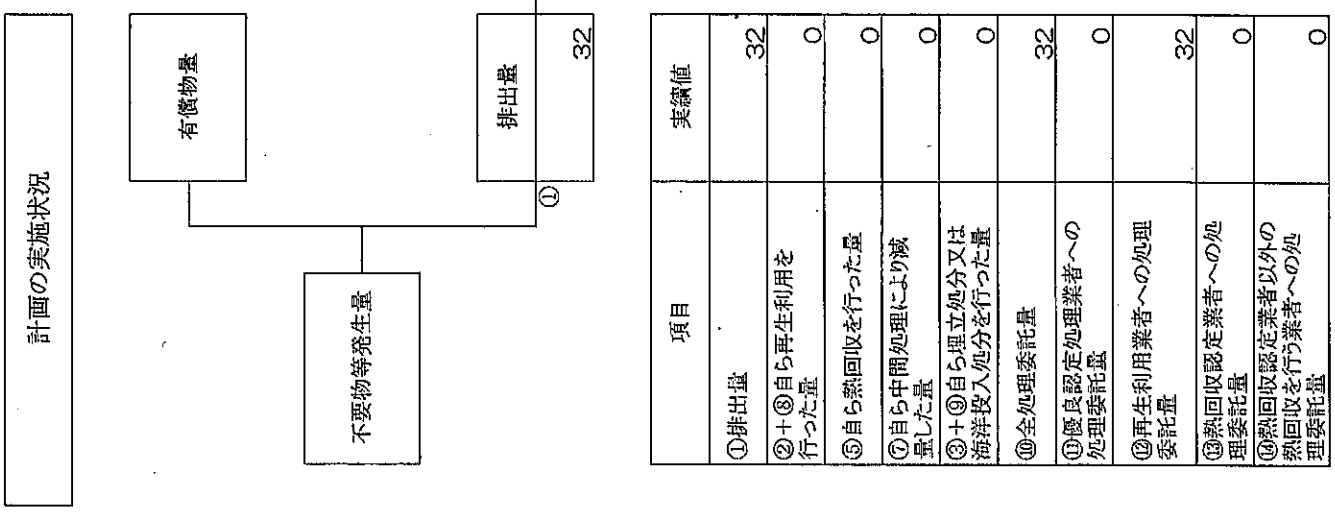 計画の実施状況
有償物量
不要物等発生量
①
排出量
32
項目
実績値
①排出量
32
②+⑧自ら再生利用を
行った量
0
⑤自ら熱回収を行った量
0
⑦自ら中間処理により減
量した量
0
③+⑨自ら埋立処分又は
海洋投入処分を行った量
0
⑩全処理委託量
32
⑪優良認定処理業者への
処理委託量
0
⑫再生利用業者への処理
委託量
32
⑬熱回収認定業者への処
理委託量
0
⑭熱回収認定業者以外の
熱回収を行う業者への処
理委託量
0